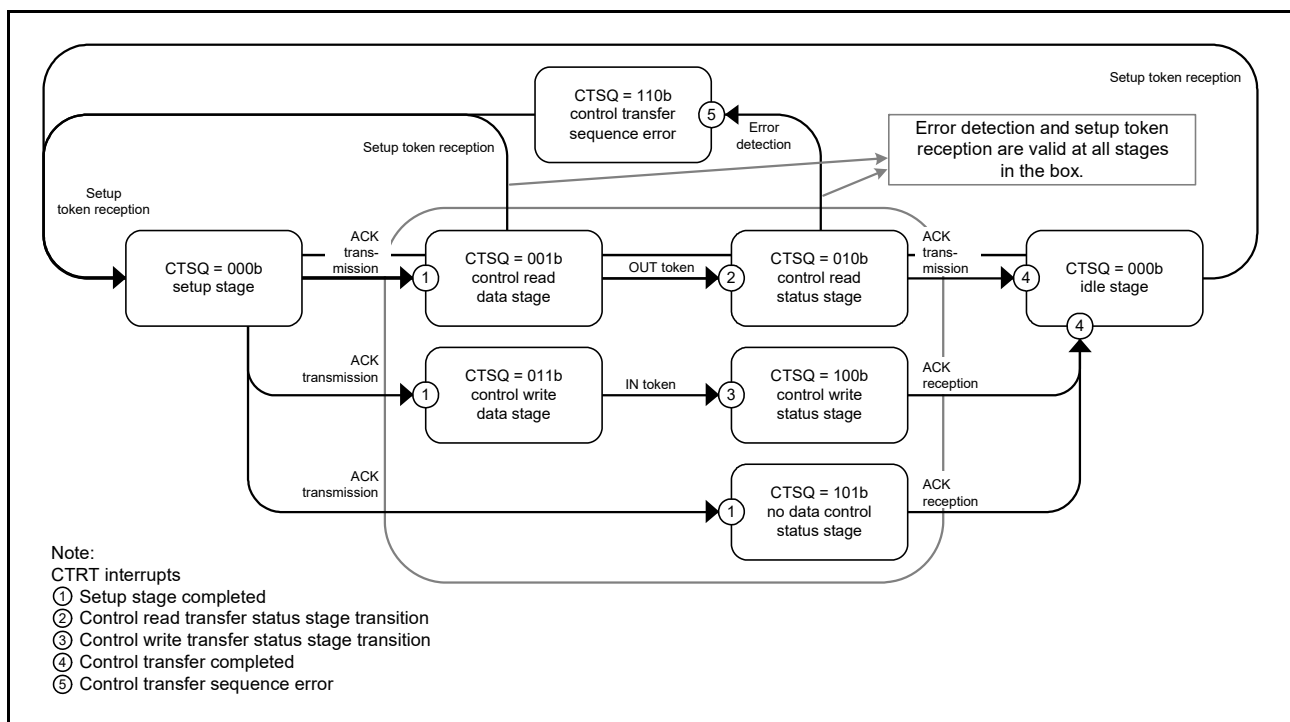 Setup token reception
CTSQ = 110b
control transfer
sequence error
5
Error
detection
Setup token reception
Error detection and setup token
reception are valid at all stages
in the box.
Setup
token reception
CTSQ = 000b
setup stage
ACK
trans-
mission
1
CTSQ = 001b
control read
data stage
OUT token
2
CTSQ = 010b
control read
status stage
ACK
trans-
mission
4
CTSQ = 000b
idle stage
4
ACK
transmission
1
CTSQ = 011b
control write
data stage
IN token
3
CTSQ = 100b
control write
status stage
ACK
reception
ACK
transmission
1
CTSQ = 101b
no data control
status stage
ACK
reception
Note:
CTRT interrupts
① Setup stage completed
② Control read transfer status stage transition
③ Control write transfer status stage transition
④ Control transfer completed
⑤ Control transfer sequence error